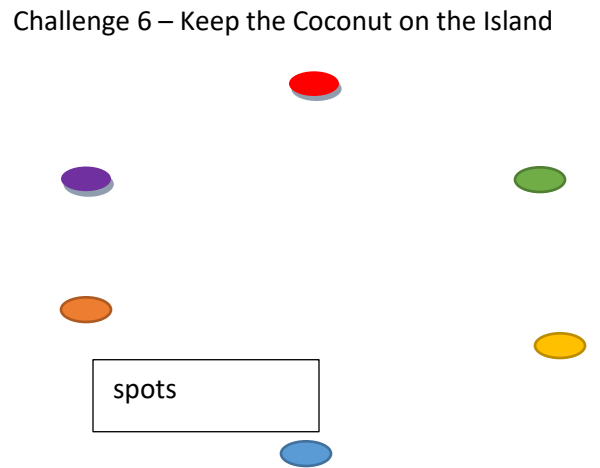 Challenge 6 – Keep the Coconut on the Island
spots